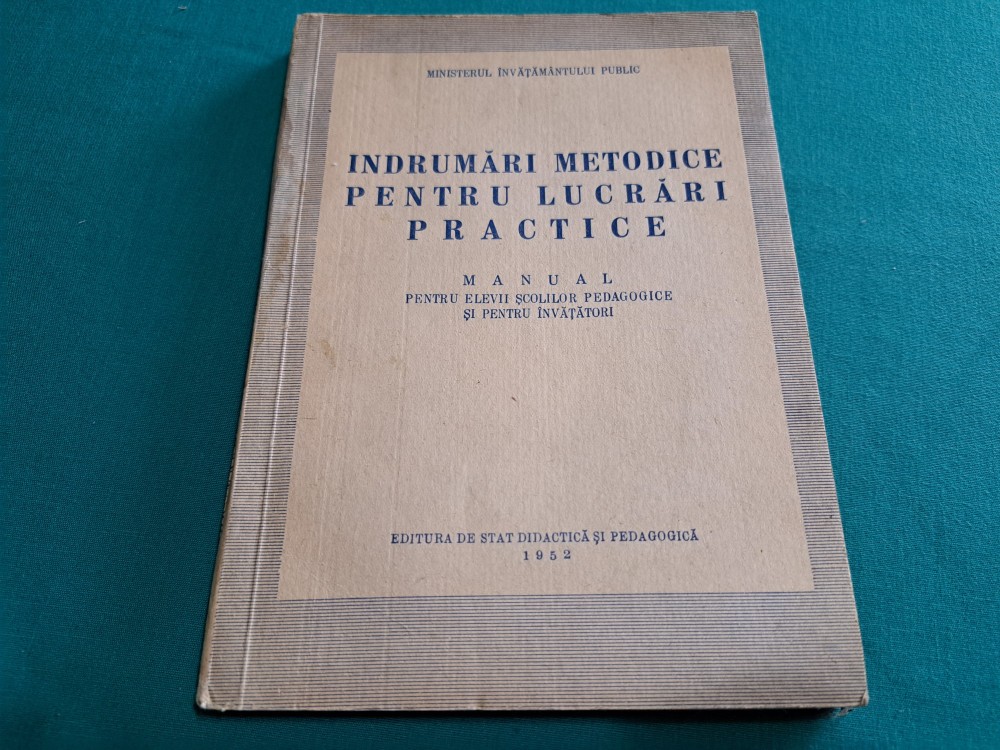 MINISTERUL ÎNVĂȚĂMÂNTULUI PUBLIC
INDRUMĂRI METODICE
PENTRU LUCRĂRI
PRACTICE
MANUAL
PENTRU ELEVII ȘCOLILOR PEDAGOGICE
ȘI PENTRU ÎNVĂȚĂTORI
EDITURA DE STAT DIDACTICĂ ȘI PEDAGOGICĂ
1952